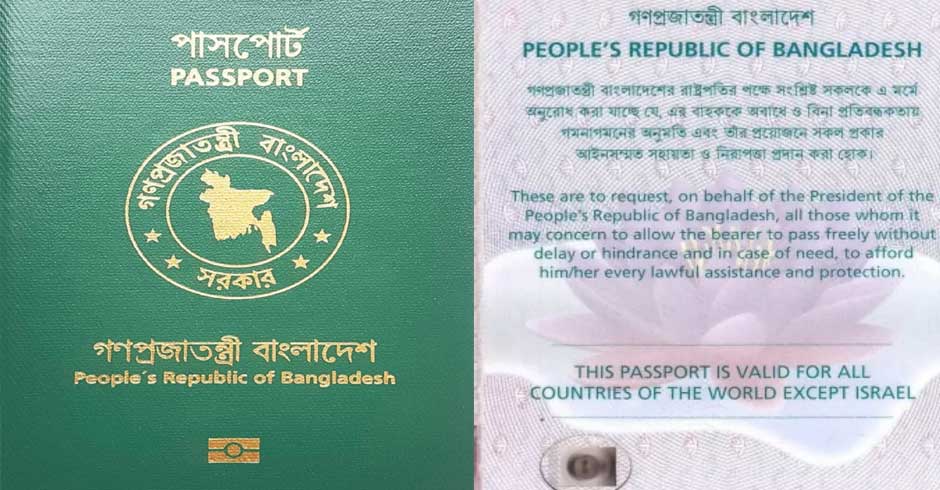 পাসপোর্ট
PASSPORT
গণপ্রজাতন্ত্রী বাংলাদেশ
সরকার
গণপ্রজাতন্ত্রী বাংলাদেশ
People's Republic of Bangladesh
গণপ্রজাতন্ত্রী বাংলাদেশ
PEOPLE'S REPUBLIC OF BANGLADESH
গণপ্রজাতন্ত্রী বাংলাদেশের রাষ্ট্রপতির পক্ষে সংশ্লিষ্ট সকলকে এ মর্মে
অনুরোধ করা যাচ্ছে যে, এর বাহককে অবাধে ও বিনা প্রতিবন্ধকতায়
গমনাগমনের অনুমতি এবং তাঁর প্রয়োজনে সকল প্রকার
আইনসম্মত সহায়তা ও নিরাপত্তা প্রদান করা হোক।
These are to request, on behalf of the President of the
People's Republic of Bangladesh, all those whom it
may concern to allow the bearer to pass freely without
delay or hindrance and in case of need, to afford
him/her every lawful assistance and protection.
THIS PASSPORT IS VALID FOR ALL
COUNTRIES OF THE WORLD EXCEPT ISRAEL